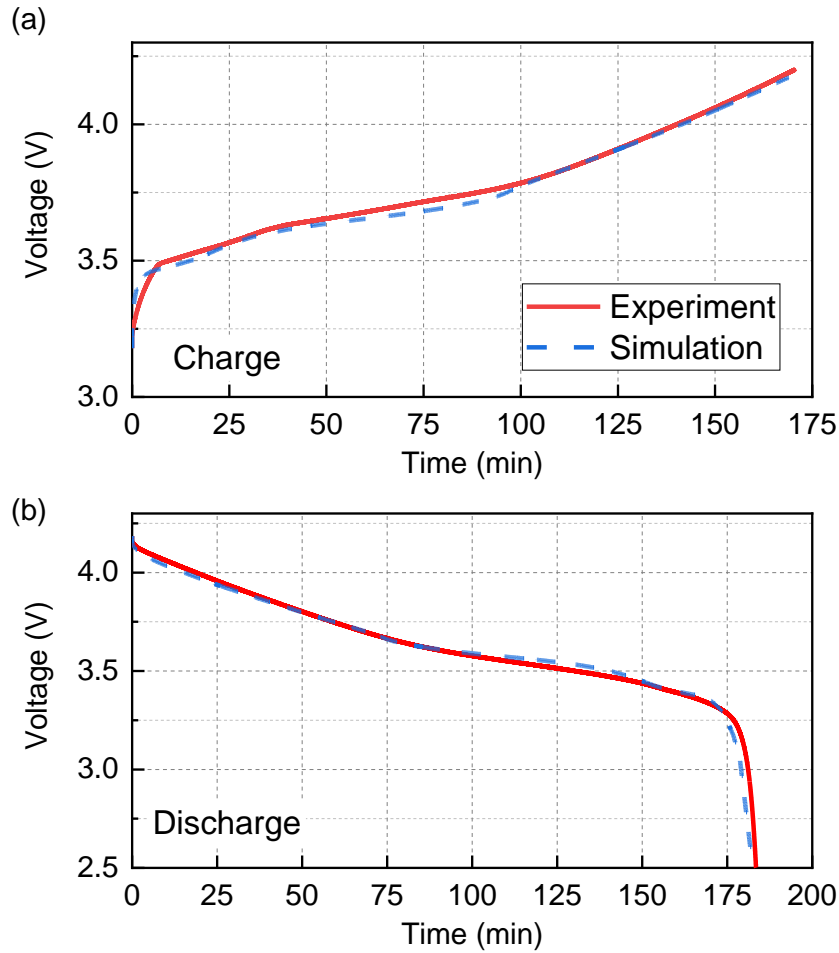 (a)
Voltage (V)
4.0
3.5
3.0
Experiment
Simulation
Charge
0 25 50 75 100 125 150 175
Time (min)
(b)
Voltage (V)
4.0
3.5
3.0
2.5
Discharge
0 25 50 75 100 125 150 175 200
Time (min)